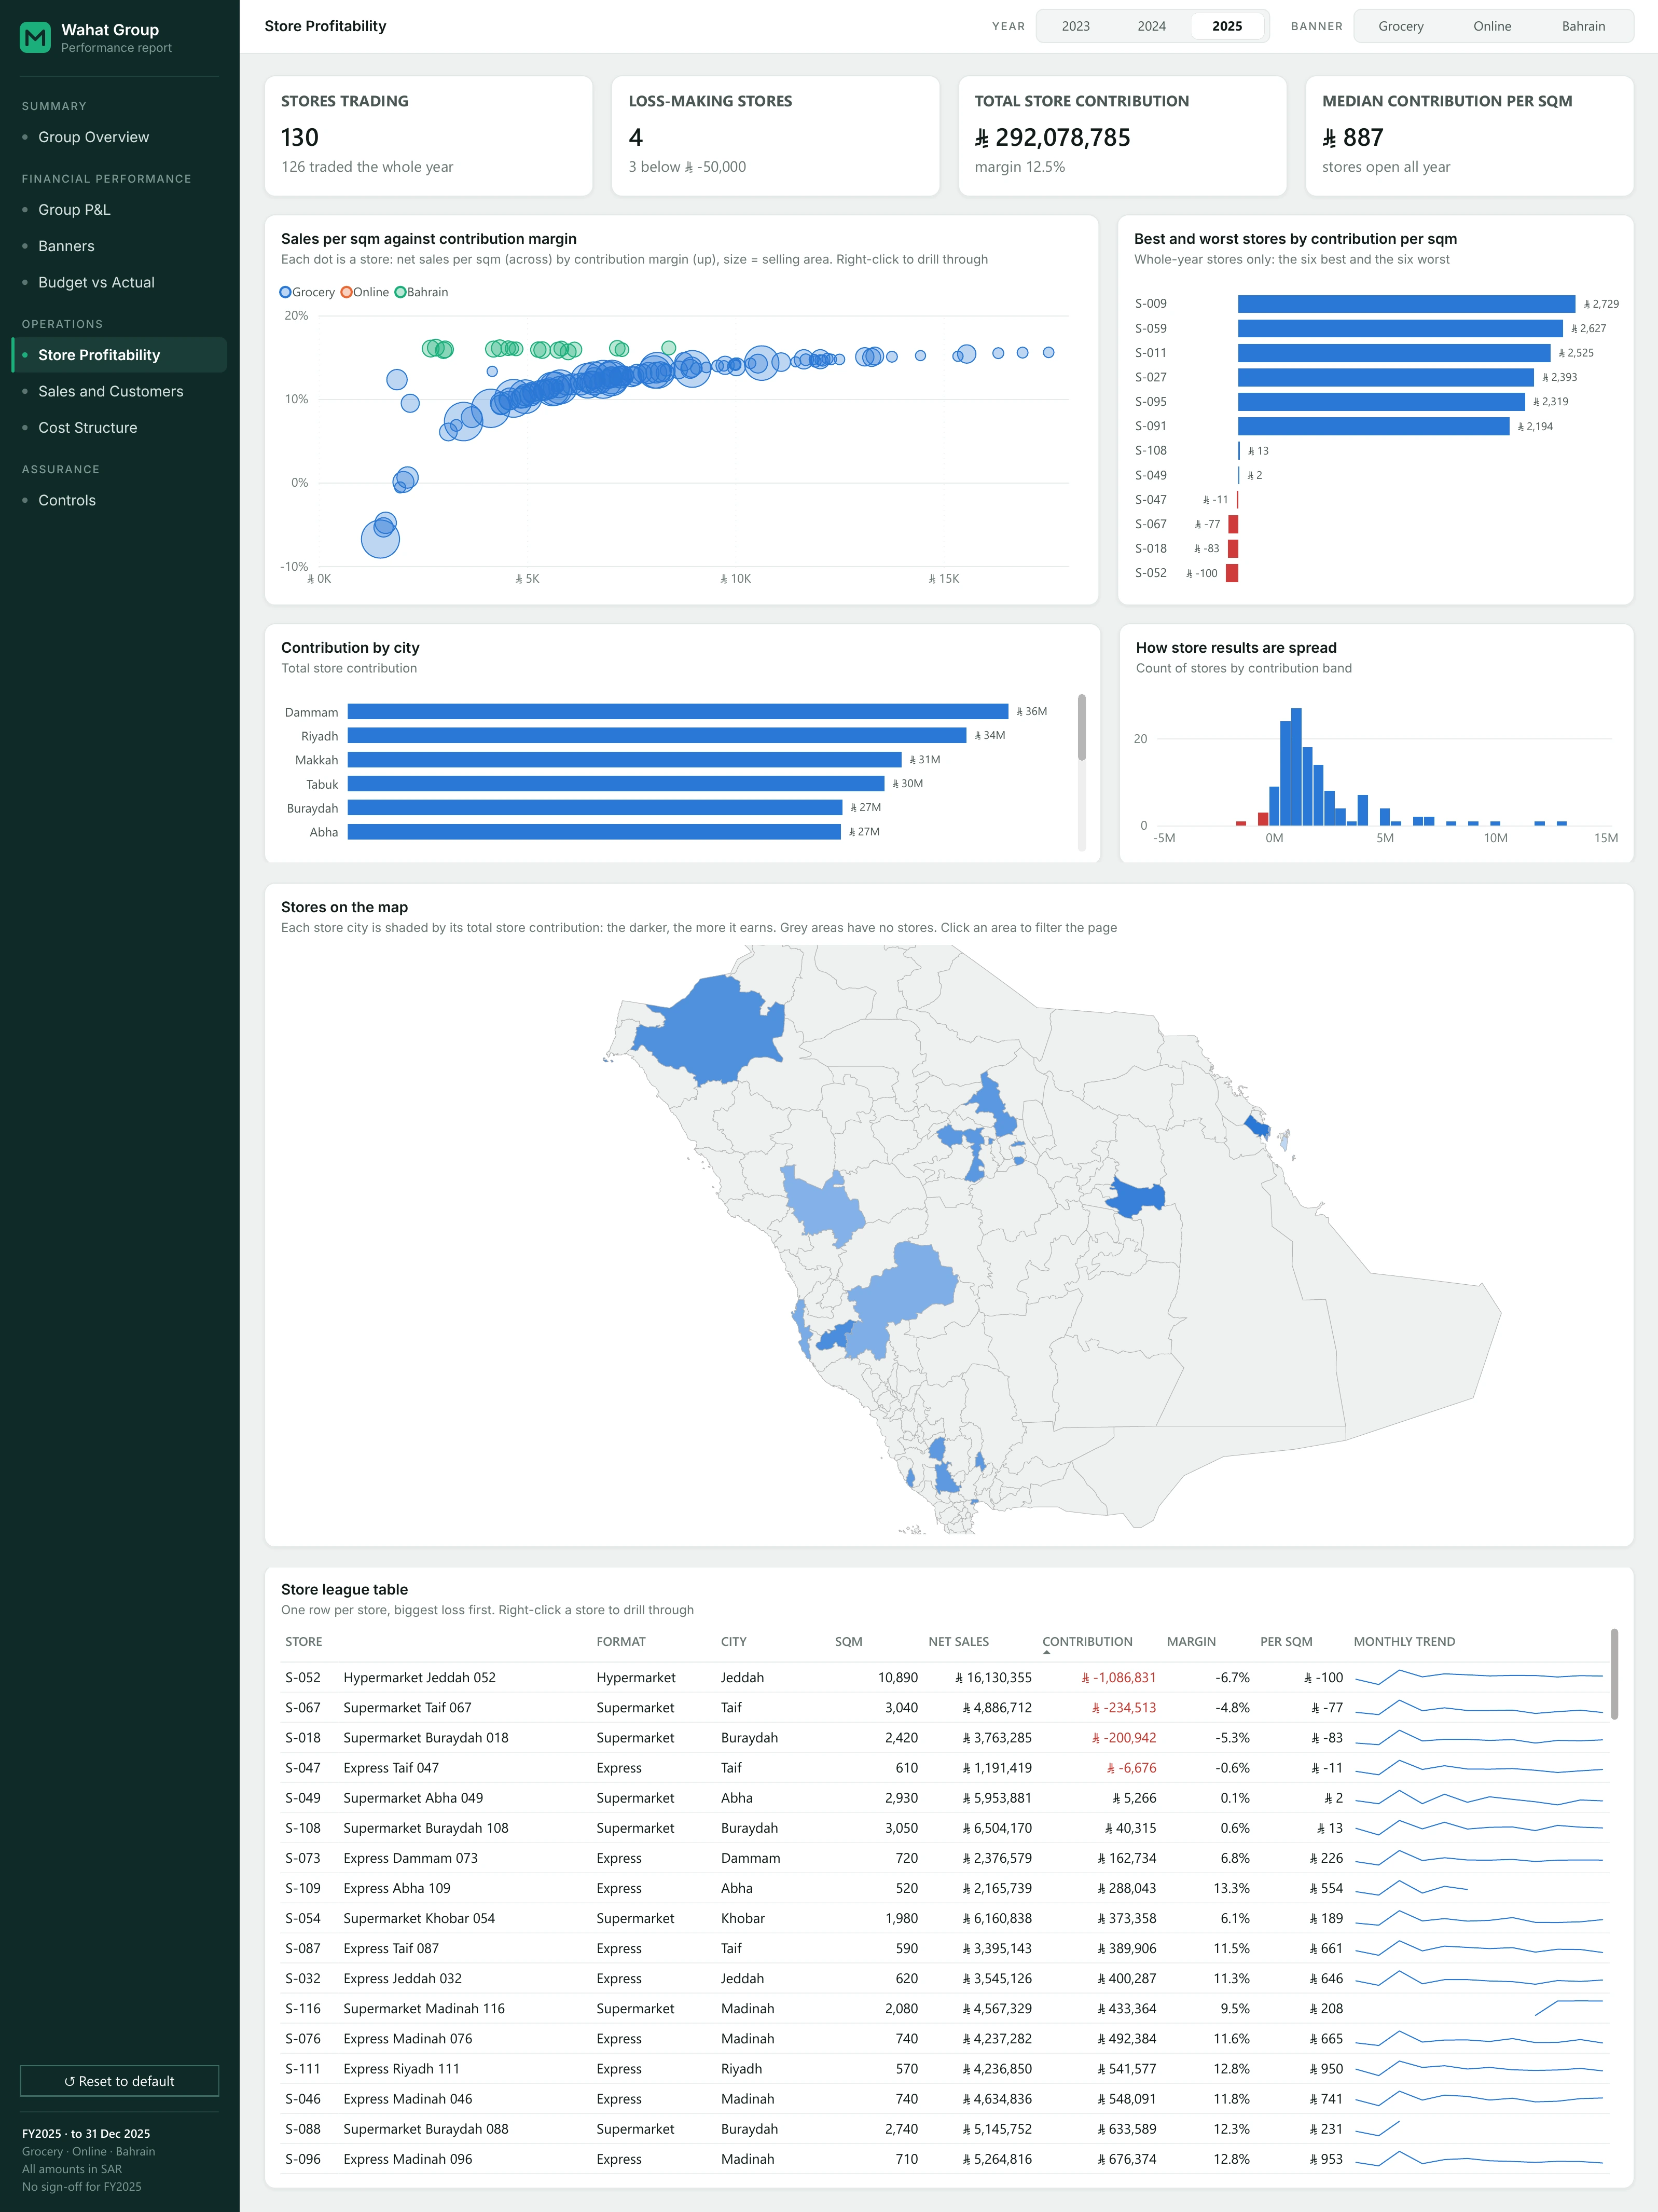 Wahat Group
Performance report
SUMMARY
Group Overview
FINANCIAL PERFORMANCE
Group P&L
Banners
Budget vs Actual
OPERATIONS
Store Profitability
Sales and Customers
Cost Structure
ASSURANCE
Controls
↺ Reset to default
FY2025 · to 31 Dec 2025
Grocery · Online · Bahrain
All amounts in SAR
No sign-off for FY2025
Store Profitability
YEAR 2023 2024 2025 BANNER Grocery Online Bahrain
STORES TRADING
130
126 traded the whole year
LOSS-MAKING STORES
4
3 below ⃁ -50,000
TOTAL STORE CONTRIBUTION
⃁ 292,078,785
margin 12.5%
MEDIAN CONTRIBUTION PER SQM
⃁ 887
stores open all year
Sales per sqm against contribution margin
Each dot is a store: net sales per sqm (across) by contribution margin (up), size = selling area. Right-click to drill through
Grocery Online Bahrain
20%
10%
0%
-10%
⃁ 0K ⃁ 5K ⃁ 10K ⃁ 15K
Best and worst stores by contribution per sqm
Whole-year stores only: the six best and the six worst
S-009 ⃁ 2,729
S-059 ⃁ 2,627
S-011 ⃁ 2,525
S-027 ⃁ 2,393
S-095 ⃁ 2,319
S-091 ⃁ 2,194
S-108 ⃁ 13
S-049 ⃁ 2
S-047 ⃁ -11
S-067 ⃁ -77
S-018 ⃁ -83
S-052 ⃁ -100
Contribution by city
Total store contribution
Dammam ⃁ 36M
Riyadh ⃁ 34M
Makkah ⃁ 31M
Tabuk ⃁ 30M
Buraydah ⃁ 27M
Abha ⃁ 27M
How store results are spread
Count of stores by contribution band
20
0
-5M 0M 5M 10M 15M
Stores on the map
Each store city is shaded by its total store contribution: the darker, the more it earns. Grey areas have no stores. Click an area to filter the page
Store league table
One row per store, biggest loss first. Right-click a store to drill through
STORE FORMAT CITY SQM NET SALES CONTRIBUTION MARGIN PER SQM MONTHLY TREND
S-052 Hypermarket Jeddah 052 Hypermarket Jeddah 10,890 ⃁ 16,130,355 ⃁ -1,086,831 -6.7% ⃁ -100
S-067 Supermarket Taif 067 Supermarket Taif 3,040 ⃁ 4,886,712 ⃁ -234,513 -4.8% ⃁ -77
S-018 Supermarket Buraydah 018 Supermarket Buraydah 2,420 ⃁ 3,763,285 ⃁ -200,942 -5.3% ⃁ -83
S-047 Express Taif 047 Express Taif 610 ⃁ 1,191,419 ⃁ -6,676 -0.6% ⃁ -11
S-049 Supermarket Abha 049 Supermarket Abha 2,930 ⃁ 5,953,881 ⃁ 5,266 0.1% ⃁ 2
S-108 Supermarket Buraydah 108 Supermarket Buraydah 3,050 ⃁ 6,504,170 ⃁ 40,315 0.6% ⃁ 13
S-073 Express Dammam 073 Express Dammam 720 ⃁ 2,376,579 ⃁ 162,734 6.8% ⃁ 226
S-109 Express Abha 109 Express Abha 520 ⃁ 2,165,739 ⃁ 288,043 13.3% ⃁ 554
S-054 Supermarket Khobar 054 Supermarket Khobar 1,980 ⃁ 6,160,838 ⃁ 373,358 6.1% ⃁ 189
S-087 Express Taif 087 Express Taif 590 ⃁ 3,395,143 ⃁ 389,906 11.5% ⃁ 661
S-032 Express Jeddah 032 Express Jeddah 620 ⃁ 3,545,126 ⃁ 400,287 11.3% ⃁ 646
S-116 Supermarket Madinah 116 Supermarket Madinah 2,080 ⃁ 4,567,329 ⃁ 433,364 9.5% ⃁ 208
S-076 Express Madinah 076 Express Madinah 740 ⃁ 4,237,282 ⃁ 492,384 11.6% ⃁ 665
S-111 Express Riyadh 111 Express Riyadh 570 ⃁ 4,236,850 ⃁ 541,577 12.8% ⃁ 950
S-046 Express Madinah 046 Express Madinah 740 ⃁ 4,634,836 ⃁ 548,091 11.8% ⃁ 741
S-088 Supermarket Buraydah 088 Supermarket Buraydah 2,740 ⃁ 5,145,752 ⃁ 633,589 12.3% ⃁ 231
S-096 Express Madinah 096 Express Madinah 710 ⃁ 5,264,816 ⃁ 676,374 12.8% ⃁ 953